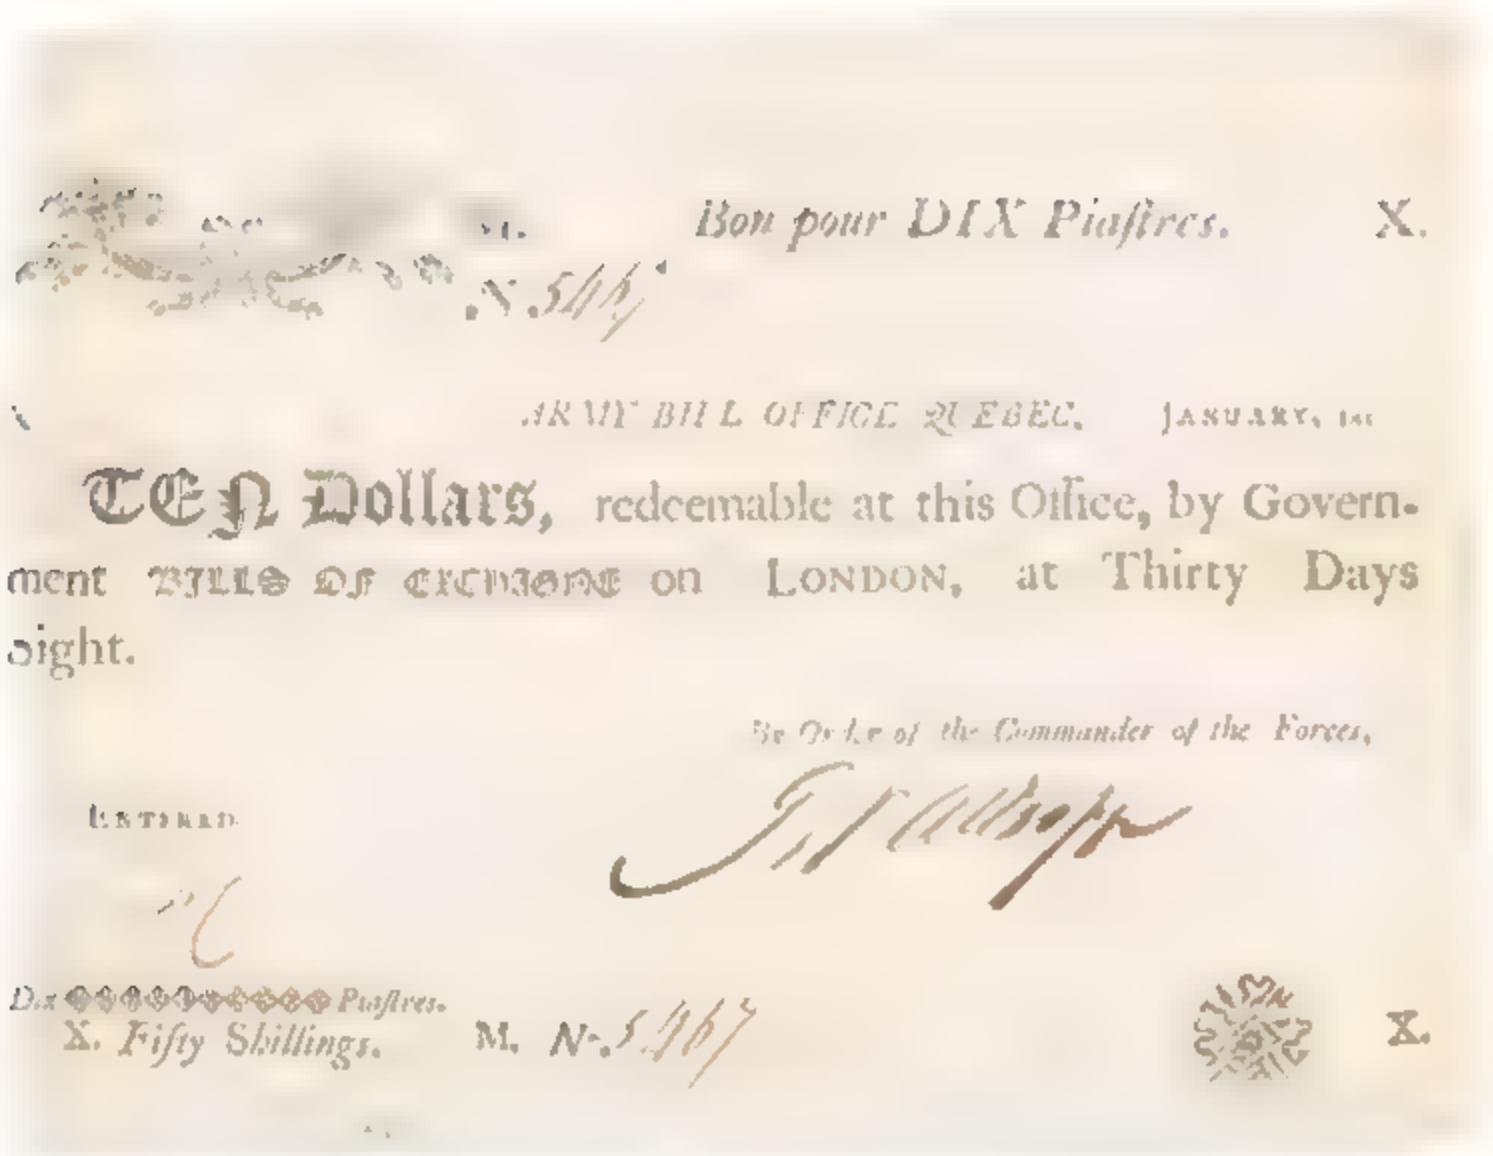 M. Bon pour DIX Piaſtres. X.
N.
ARMY BILL OFFICE QUEBEC, JANUARY,
TEN Dollars, redeemable at this Office, by Govern-
ment BILLS OF EXCHANGE on LONDON, at Thirty Days
Sight.
By Order of the Commander of the Forces,
ENTERED
Dix Piaſtres.
X. Fifty Shillings. M. No. 5467 X.